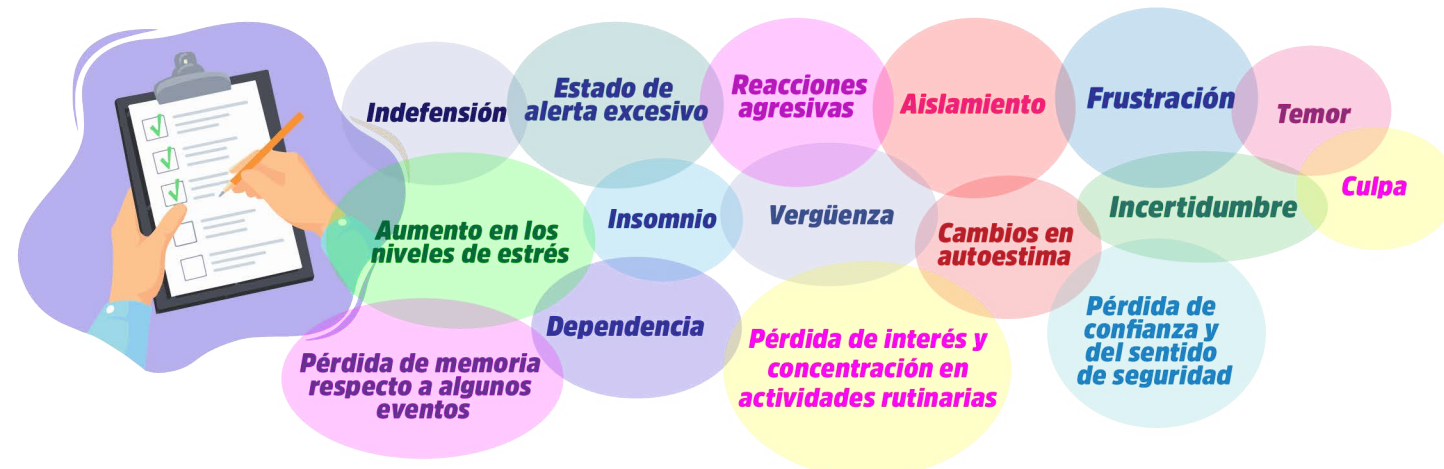 Indefensión
Estado de
alerta excesivo
Reacciones
agresivas
Aislamiento
Frustración
Temor
Aumento en los
niveles de estrés
Insomnio
Vergüenza
Cambios en
autoestima
Incertidumbre
Culpa
Pérdida de memoria
respecto a algunos
eventos
Dependencia
Pérdida de interés y
concentración en
actividades rutinarias
Pérdida de
confianza y
del sentido
de seguridad